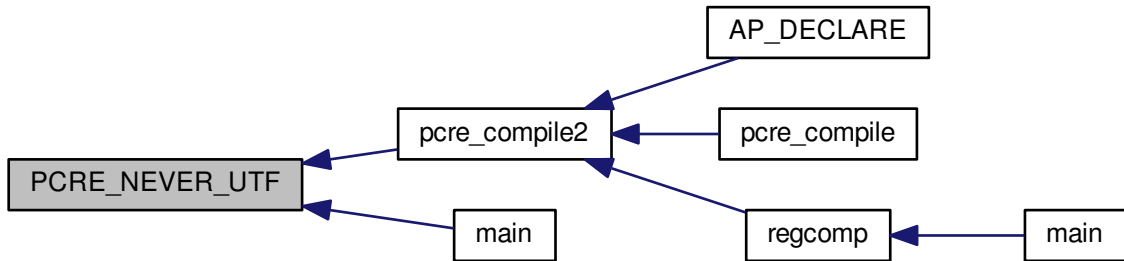 AP_DECLARE
pcre_compile2
pcre_compile
PCRE_NEVER_UTF
main
regcomp
main